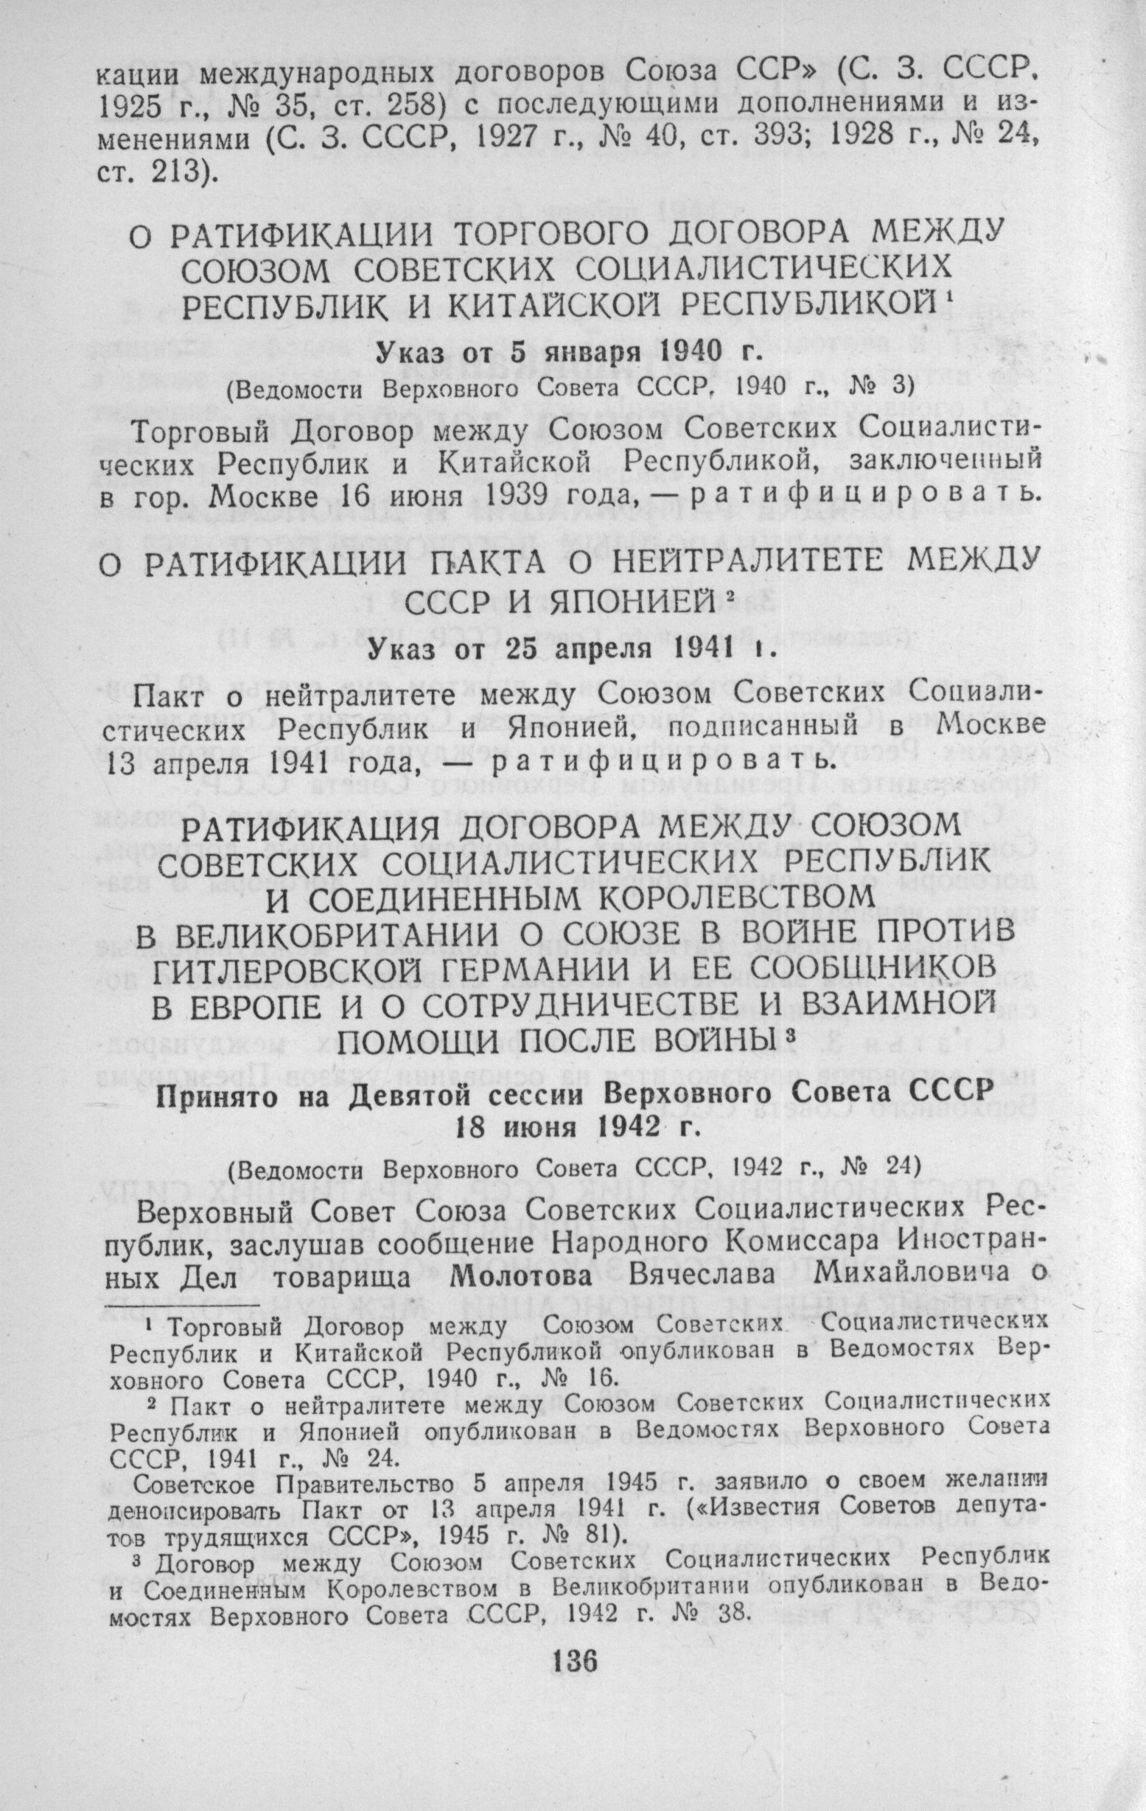 кации международных договоров Союза ССР» (С. З. СССР,
1925 г., № 35, ст. 258) с последующими дополнениями и из-
менениями (С. З. СССР, 1927 г., № 40, ст. 393; 1928 г., № 24,
ст. 213).
О РАТИФИКАЦИИ ТОРГОВОГО ДОГОВОРА МЕЖДУ
СОЮЗОМ СОВЕТСКИХ СОЦИАЛИСТИЧЕСКИХ
РЕСПУБЛИК И КИТАЙСКОЙ РЕСПУБЛИКОЙ ¹
Указ от 5 января 1940 г.
(Ведомости Верховного Совета СССР, 1940 г., № 3)
Торговый Договор между Союзом Советских Социалисти-
ческих Республик и Китайской Республикой, заключенный
в гор. Москве 16 июня 1939 года, — ратифицировать.
О РАТИФИКАЦИИ ПАКТА О НЕЙТРАЛИТЕТЕ МЕЖДУ
СССР И ЯПОНИЕЙ ²
Указ от 25 апреля 1941 г.
Пакт о нейтралитете между Союзом Советских Социали-
стических Республик и Японией, подписанный в Москве
13 апреля 1941 года, — ратифицировать.
РАТИФИКАЦИЯ ДОГОВОРА МЕЖДУ СОЮЗОМ
СОВЕТСКИХ СОЦИАЛИСТИЧЕСКИХ РЕСПУБЛИК
И СОЕДИНЕННЫМ КОРОЛЕВСТВОМ
В ВЕЛИКОБРИТАНИИ О СОЮЗЕ В ВОЙНЕ ПРОТИВ
ГИТЛЕРОВСКОЙ ГЕРМАНИИ И ЕЕ СООБЩНИКОВ
В ЕВРОПЕ И О СОТРУДНИЧЕСТВЕ И ВЗАИМНОЙ
ПОМОЩИ ПОСЛЕ ВОЙНЫ ³
Принято на Девятой сессии Верховного Совета СССР
18 июня 1942 г.
(Ведомости Верховного Совета СССР, 1942 г., № 24)
Верховный Совет Союза Советских Социалистических Рес-
публик, заслушав сообщение Народного Комиссара Иностран-
ных Дел товарища Молотова Вячеслава Михайловича о
¹ Торговый Договор между Союзом Советских Социалистических
Республик и Китайской Республикой опубликован в Ведомостях Вер-
ховного Совета СССР, 1940 г., № 16.
² Пакт о нейтралитете между Союзом Советских Социалистических
Республик и Японией опубликован в Ведомостях Верховного Совета
СССР, 1941 г., № 24.
Советское Правительство 5 апреля 1945 г. заявило о своем желании
денонсировать Пакт от 13 апреля 1941 г. («Известия Советов депута-
тов трудящихся СССР», 1945 г. № 81).
³ Договор между Союзом Советских Социалистических Республик
и Соединенным Королевством в Великобритании опубликован в Ведо-
мостях Верховного Совета СССР, 1942 г. № 38.
136